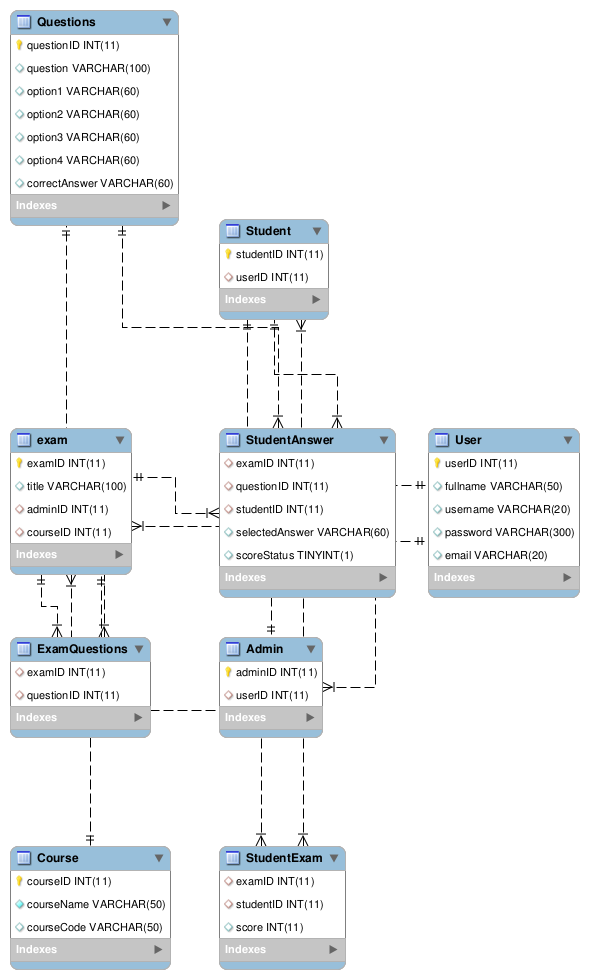 Questions
questionID INT(11)
question VARCHAR(100)
option1 VARCHAR(60)
option2 VARCHAR(60)
option3 VARCHAR(60)
option4 VARCHAR(60)
correctAnswer VARCHAR(60)
Indexes
Student
studentID INT(11)
userID INT(11)
Indexes
exam
examID INT(11)
title VARCHAR(100)
adminID INT(11)
courseID INT(11)
Indexes
StudentAnswer
examID INT(11)
questionID INT(11)
studentID INT(11)
selectedAnswer VARCHAR(60)
scoreStatus TINYINT(1)
Indexes
User
userID INT(11)
fullname VARCHAR(50)
username VARCHAR(20)
password VARCHAR(300)
email VARCHAR(20)
Indexes
ExamQuestions
examID INT(11)
questionID INT(11)
Indexes
Admin
adminID INT(11)
userID INT(11)
Indexes
Course
courseID INT(11)
courseName VARCHAR(50)
courseCode VARCHAR(50)
Indexes
StudentExam
examID INT(11)
studentID INT(11)
score INT(11)
Indexes